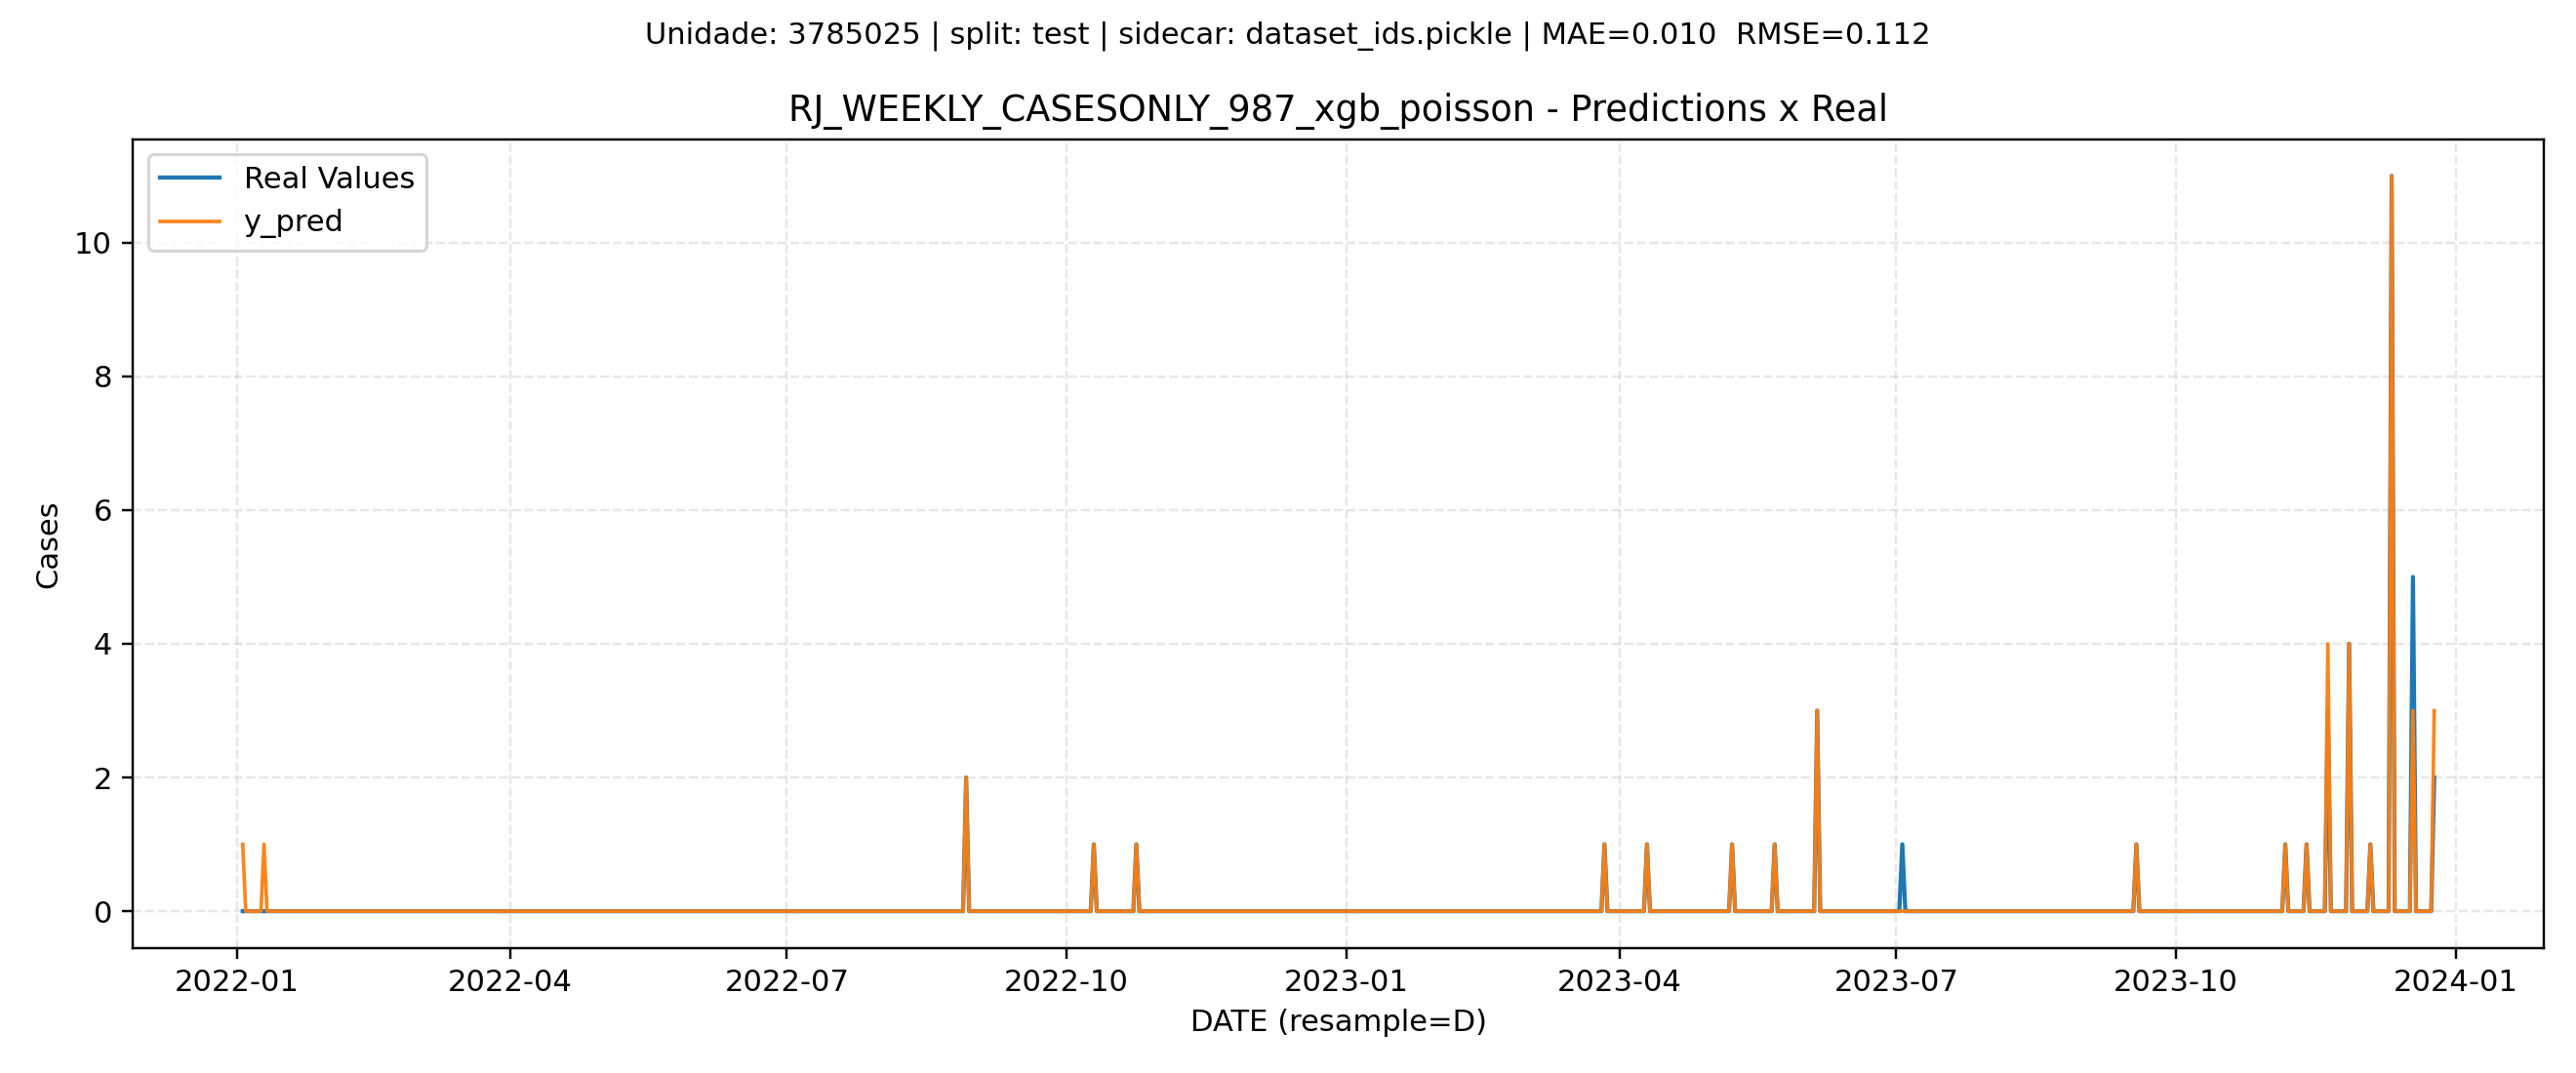 Unidade: 3785025 | split: test | sidecar: dataset_ids.pickle | MAE=0.010  RMSE=0.112
RJ_WEEKLY_CASESONLY_987_xgb_poisson - Predictions x Real
Real Values
y_pred
10
8
6
4
2
0
Cases
2022-01
2022-04
2022-07
2022-10
2023-01
2023-04
2023-07
2023-10
2024-01
DATE (resample=D)